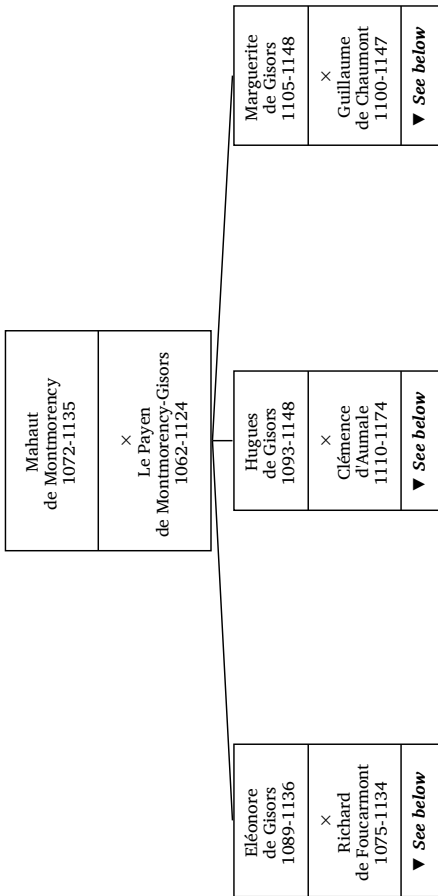 Mahaut
de Montmorency
1072-1135
×
Le Payen
de Montmorency-Gisors
1062-1124
Eléonore
de Gisors
1089-1136
×
Richard
de Foucarmont
1075-1134
▼ See below
Hugues
de Gisors
1093-1148
×
Clémence
d'Aumale
1110-1174
▼ See below
Marguerite
de Gisors
1105-1148
×
Guillaume
de Chaumont
1100-1147
▼ See below